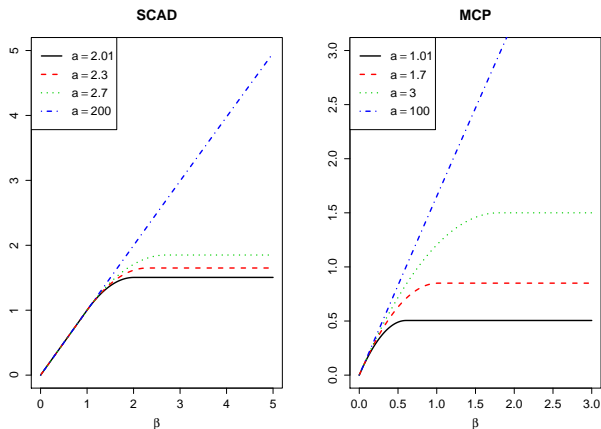 SCAD
a = 2.01
a = 2.3
a = 2.7
a = 200
5
4
3
2
1
0
0 1 2 3 4 5
β
MCP
a = 1.01
a = 1.7
a = 3
a = 100
3.0
2.5
2.0
1.5
1.0
0.5
0.0
0.0 0.5 1.0 1.5 2.0 2.5 3.0
β